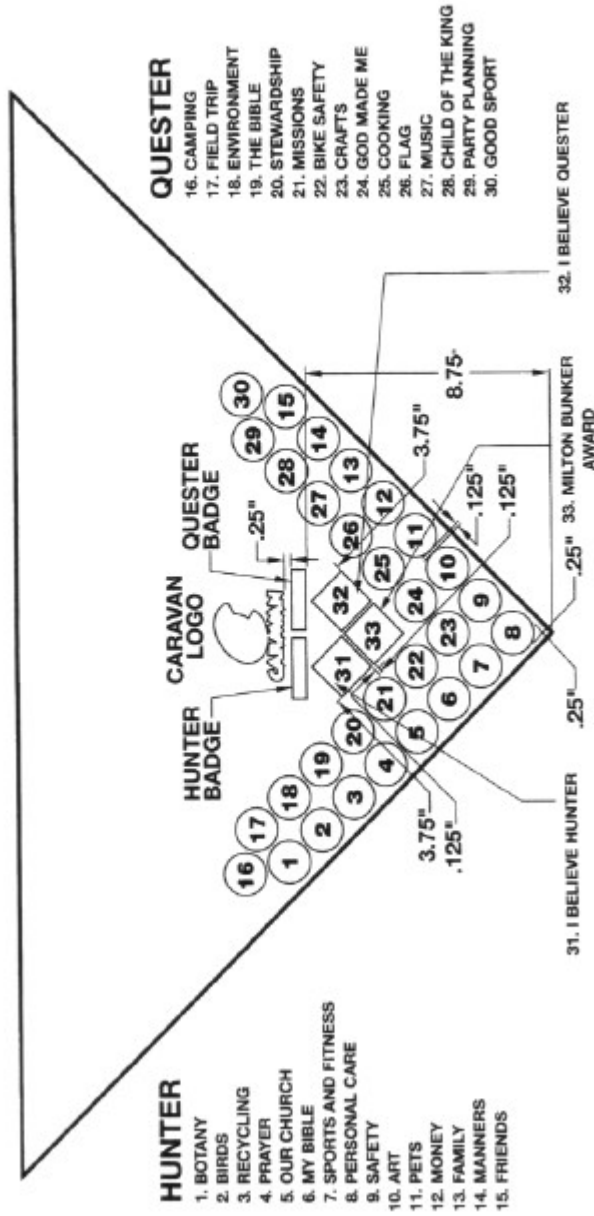 HUNTER
1. BOTANY
2. BIRDS
3. RECYCLING
4. PRAYER
5. OUR CHURCH
6. MY BIBLE
7. SPORTS AND FITNESS
8. PERSONAL CARE
9. SAFETY
10. ART
11. PETS
12. MONEY
13. FAMILY
14. MANNERS
15. FRIENDS
HUNTER
BADGE
CARAVAN
LOGO
QUESTER
BADGE
.25"
16
17
18
19
20
21
22
23
24
25
26
27
28
29
30
1
2
3
4
5
6
7
8
9
10
11
12
13
14
15
31
32
33
3.75"
.125"
3.75"
8.75-
.125"
.125"
.25"
.25"
31. I BELIEVE HUNTER
33. MILTON BUNKER
AWARD
32. I BELIEVE QUESTER
QUESTER
16. CAMPING
17. FIELD TRIP
18. ENVIRONMENT
19. THE BIBLE
20. STEWARDSHIP
21. MISSIONS
22. BIKE SAFETY
23. CRAFTS
24. GOD MADE ME
25. COOKING
26. FLAG
27. MUSIC
28. CHILD OF THE KING
29. PARTY PLANNING
30. GOOD SPORT